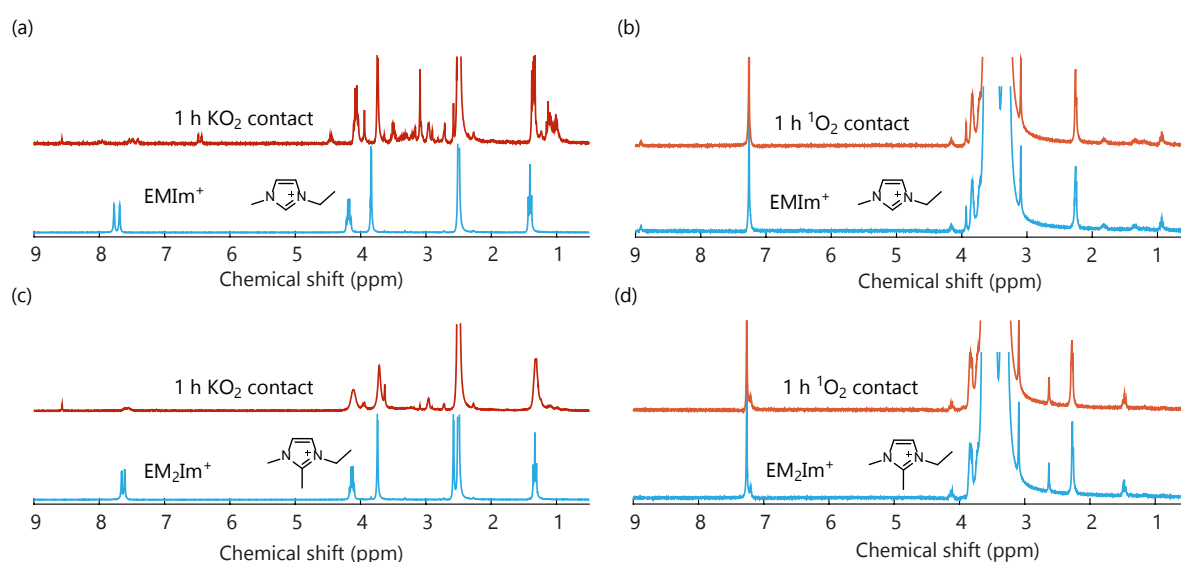 (a)
1 h KO₂ contact
EMIm⁺
N
+
N
9 8 7 6 5 4 3 2 1
Chemical shift (ppm)
(b)
1 h ¹O₂ contact
EMIm⁺
N
+
N
9 8 7 6 5 4 3 2 1
Chemical shift (ppm)
(c)
1 h KO₂ contact
EM₂Im⁺
N
+
N
9 8 7 6 5 4 3 2 1
Chemical shift (ppm)
(d)
1 h ¹O₂ contact
EM₂Im⁺
N
+
N
9 8 7 6 5 4 3 2 1
Chemical shift (ppm)